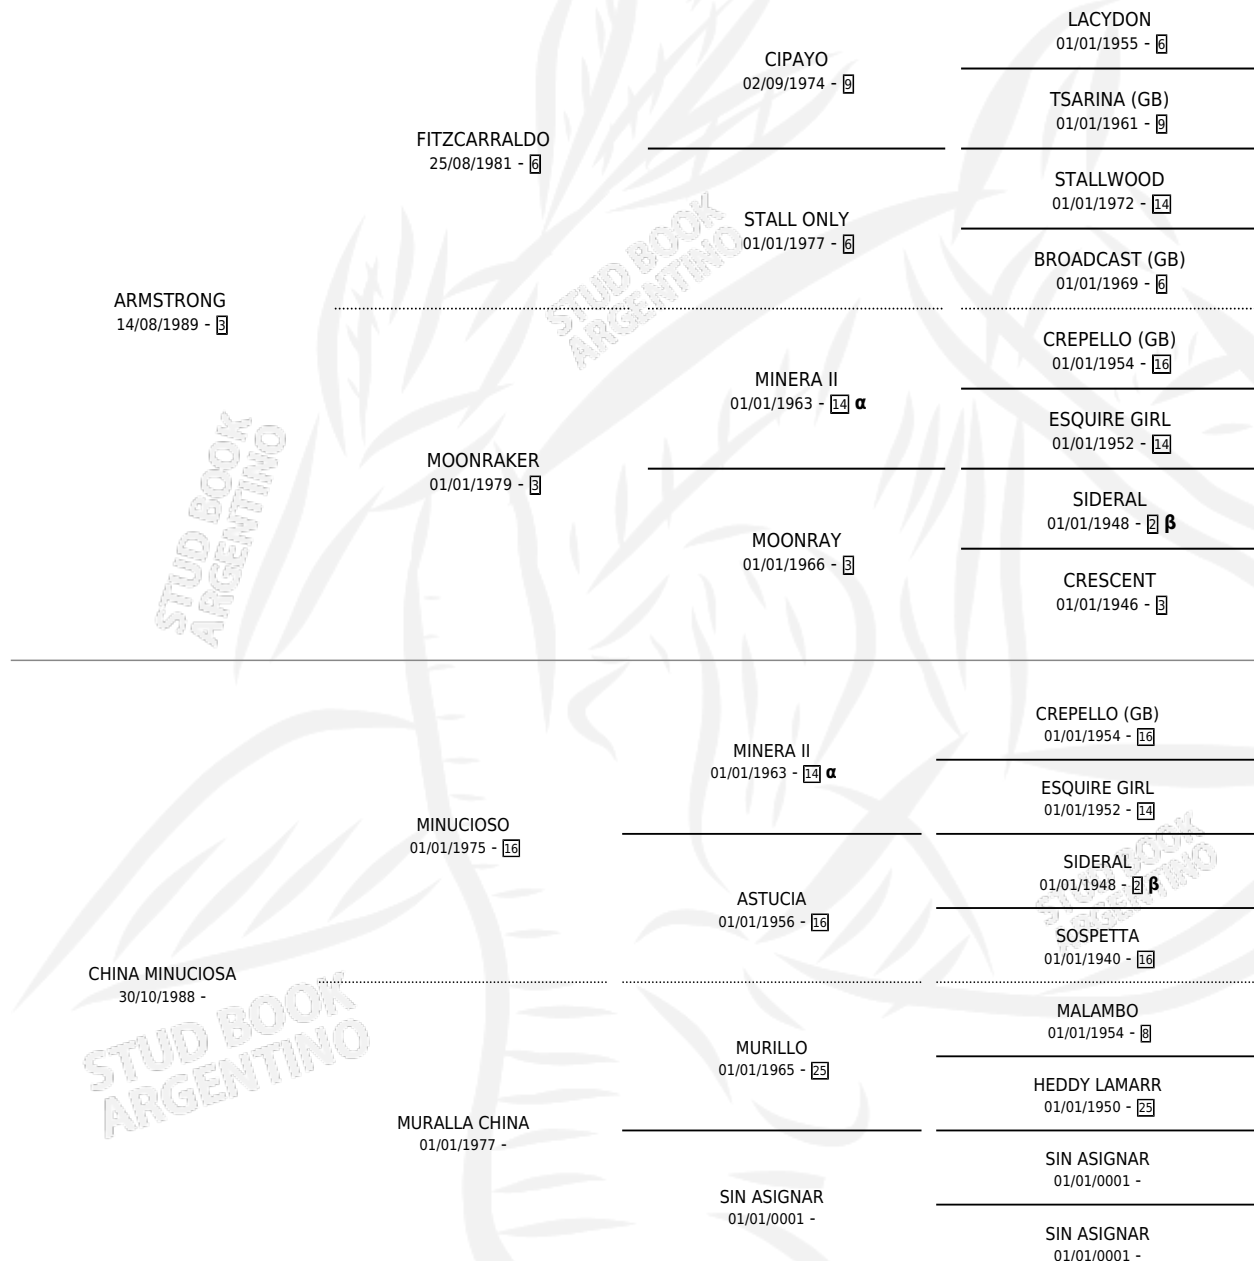 LACYDON
01/01/1955 - 6
CIPAYO
02/09/1974 - 9
TSARINA (GB)
01/01/1961 - 9
FITZCARRALDO
25/08/1981 - 6
STALLWOOD
01/01/1972 - 14
STALL ONLY
01/01/1977 - 6
BROADCAST (GB)
01/01/1969 - 6
ARMSTRONG
14/08/1989 - 3
CREPELLO (GB)
01/01/1954 - 16
MINERA II
01/01/1963 - 14 α
ESQUIRE GIRL
01/01/1952 - 14
MOONRAKER
01/01/1979 - 3
SIDERAL
01/01/1948 - 2 β
MOONRAY
01/01/1966 - 3
CRESCENT
01/01/1946 - 3
STUD BOOK
ARGENTINO
STUD BOOK
ARGENTINO
CREPELLO (GB)
01/01/1954 - 16
MINERA II
01/01/1963 - 14 α
ESQUIRE GIRL
01/01/1952 - 14
MINUCIOSO
01/01/1975 - 16
SIDERAL
01/01/1948 - 2 β
ASTUCIA
01/01/1956 - 16
SOSPETTA
01/01/1940 - 16
CHINA MINUCIOSA
30/10/1988 -
MALAMBO
01/01/1954 - 8
MURILLO
01/01/1965 - 25
HEDDY LAMARR
01/01/1950 - 25
MURALLA CHINA
01/01/1977 -
SIN ASIGNAR
01/01/0001 -
SIN ASIGNAR
01/01/0001 -
SIN ASIGNAR
01/01/0001 -
STUD BOOK
ARGENTINO
STUD BOOK
ARGENTINO